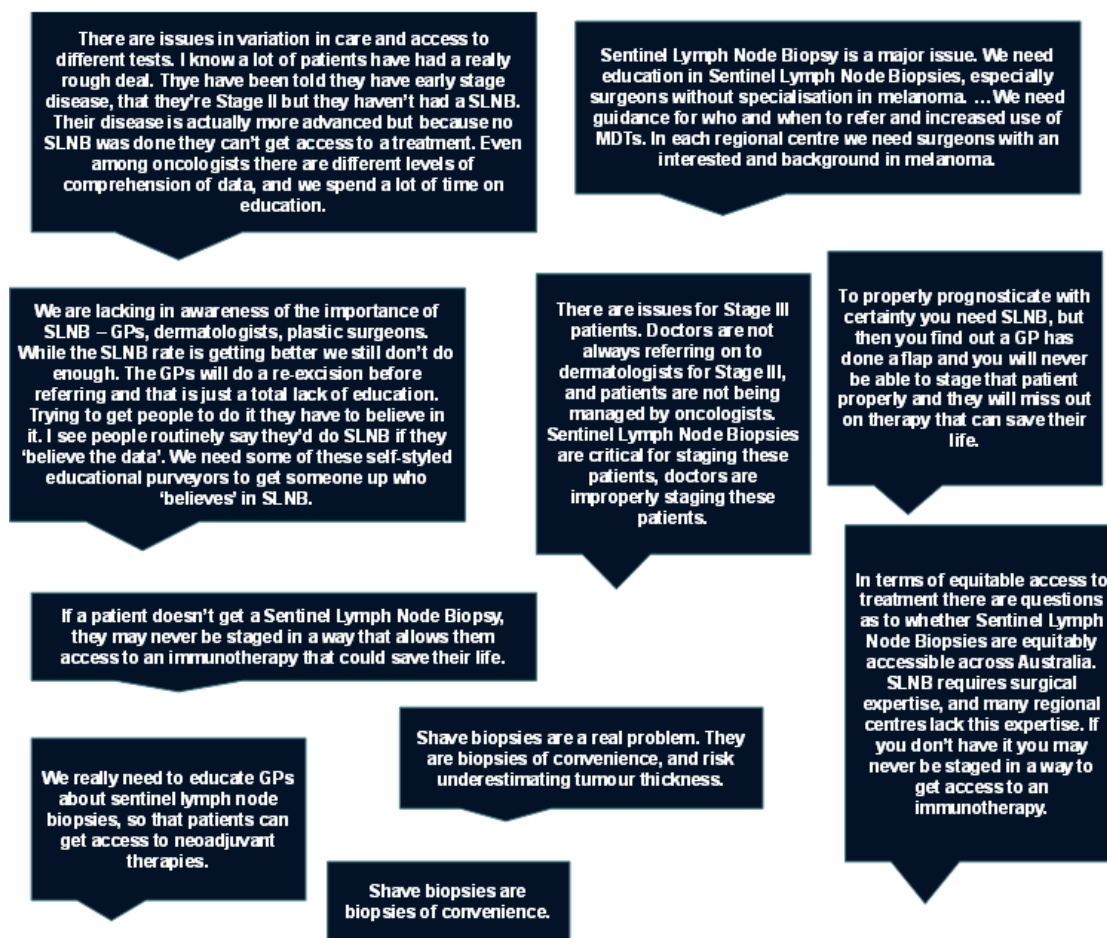 There are issues in variation in care and access to
different tests. I know a lot of patients have had a really
rough deal. Thye have been told they have early stage
disease, that they're Stage II but they haven't had a SLNB.
Their disease is actually more advanced but because no
SLNB was done they can't get access to a treatment. Even
among oncologists there are different levels of
comprehension of data, and we spend a lot of time on
education.
Sentinel Lymph Node Biopsy is a major issue. We need
education in Sentinel Lymph Node Biopsies, especially
surgeons without specialisation in melanoma. …We need
guidance for who and when to refer and increased use of
MDTs. In each regional centre we need surgeons with an
interested and background in melanoma.
We are lacking in awareness of the importance of
SLNB – GPs, dermatologists, plastic surgeons.
While the SLNB rate is getting better we still don't do
enough. The GPs will do a re-excision before
referring and that is just a total lack of education.
Trying to get people to do it they have to believe in
it. I see people routinely say they'd do SLNB if they
'believe the data'. We need some of these self-styled
educational purveyors to get someone up who
'believes' in SLNB.
There are issues for Stage III
patients. Doctors are not
always referring on to
dermatologists for Stage III,
and patients are not being
managed by oncologists.
Sentinel Lymph Node Biopsies
are critical for staging these
patients, doctors are
improperly staging these
patients.
To properly prognosticate with
certainty you need SLNB, but
then you find out a GP has
done a flap and you will never
be able to stage that patient
properly and they will miss out
on therapy that can save their
life.
If a patient doesn't get a Sentinel Lymph Node Biopsy,
they may never be staged in a way that allows them
access to an immunotherapy that could save their life.
In terms of equitable access to
treatment there are questions
as to whether Sentinel Lymph
Node Biopsies are equitably
accessible across Australia.
SLNB requires surgical
expertise, and many regional
centres lack this expertise. If
you don't have it you may
never be staged in a way to
get access to an
immunotherapy.
Shave biopsies are a real problem. They
are biopsies of convenience, and risk
underestimating tumour thickness.
We really need to educate GPs
about sentinel lymph node
biopsies, so that patients can
get access to neoadjuvant
therapies.
Shave biopsies are
biopsies of convenience.